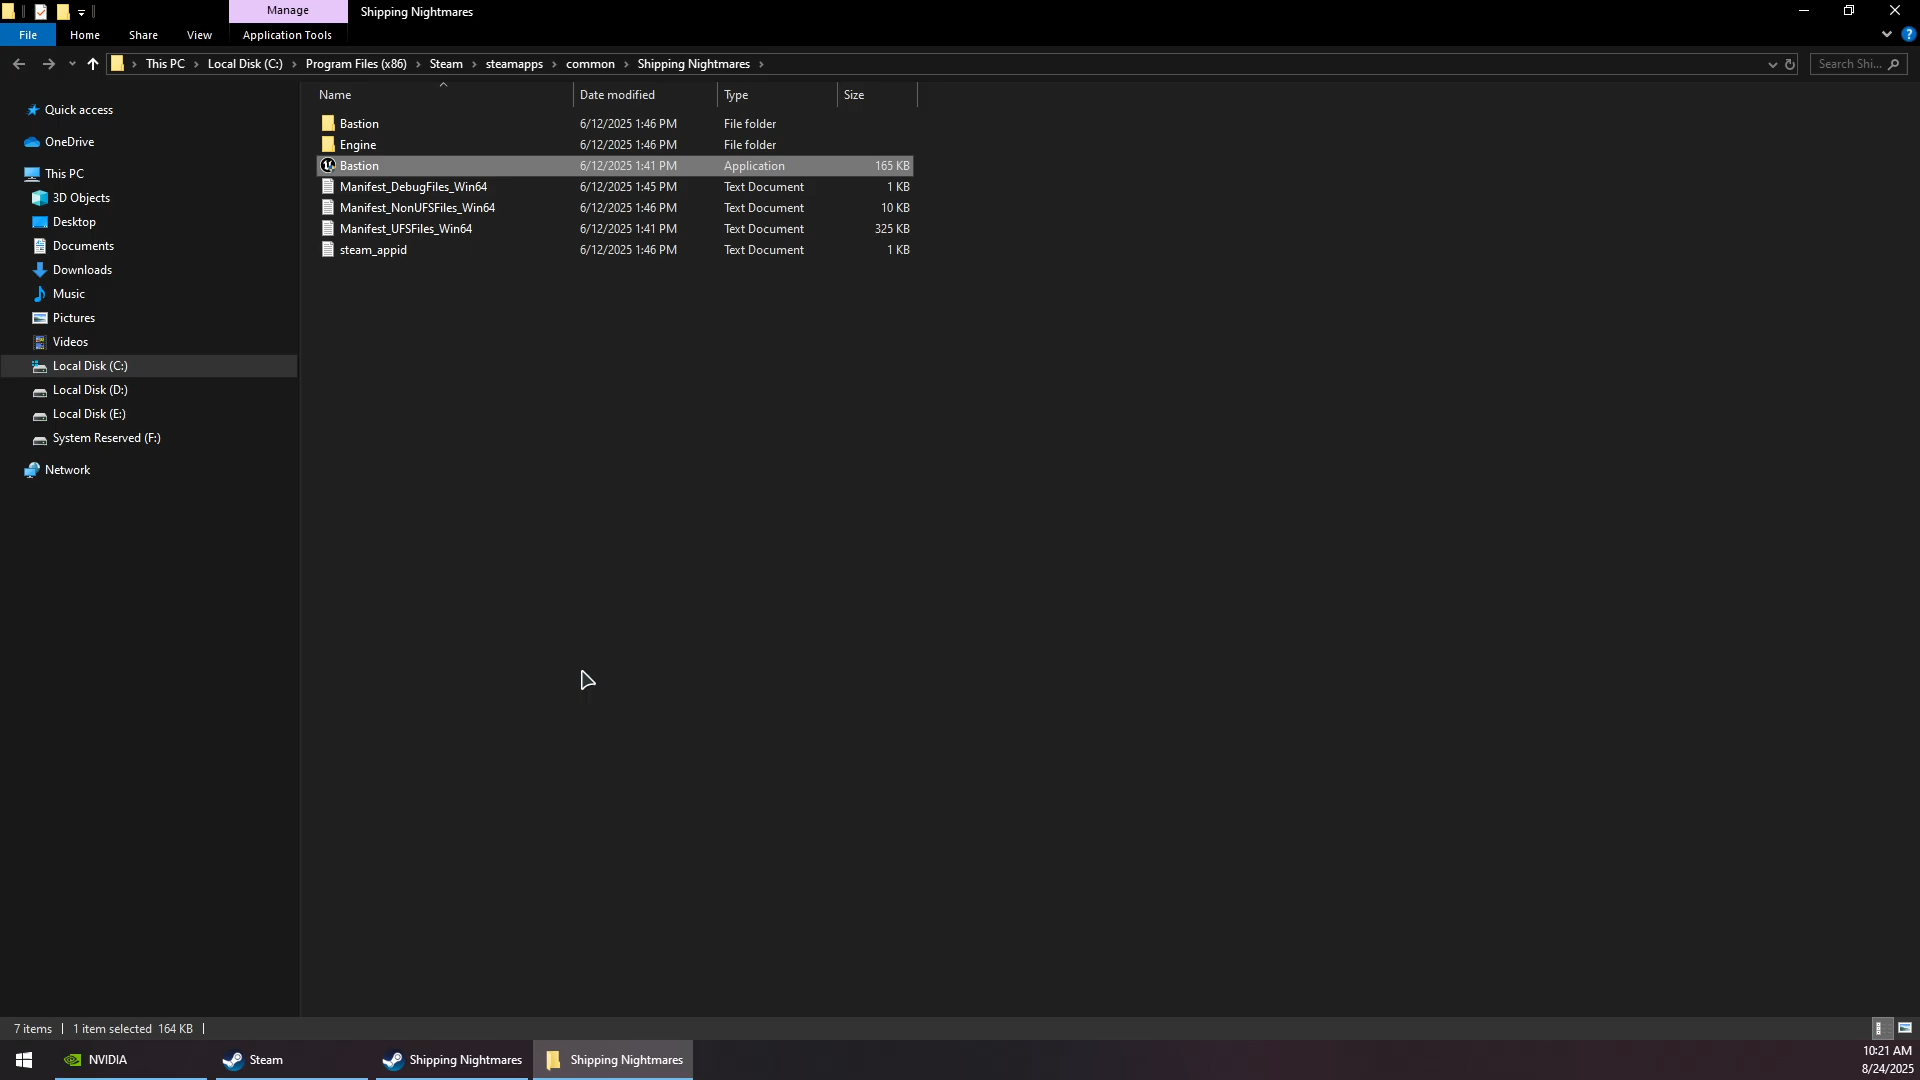 Manage
Shipping Nightmares
File
Home
Share
View
Application Tools
This PC
Local Disk (C:)
Program Files (x86)
Steam
steamapps
common
Shipping Nightmares
Search Shi...
Name
Date modified
Type
Size
Bastion 6/12/2025 1:46 PM File folder
Engine 6/12/2025 1:46 PM File folder
Bastion 6/12/2025 1:41 PM Application 165 KB
Manifest_DebugFiles_Win64 6/12/2025 1:45 PM Text Document 1 KB
Manifest_NonUFSFiles_Win64 6/12/2025 1:46 PM Text Document 10 KB
Manifest_UFSFiles_Win64 6/12/2025 1:41 PM Text Document 325 KB
steam_appid 6/12/2025 1:46 PM Text Document 1 KB
Quick access
OneDrive
This PC
3D Objects
Desktop
Documents
Downloads
Music
Pictures
Videos
Local Disk (C:)
Local Disk (D:)
Local Disk (E:)
System Reserved (F:)
Network
7 items
1 item selected 164 KB
NVIDIA
Steam
Shipping Nightmares
Shipping Nightmares
10:21 AM
8/24/2025